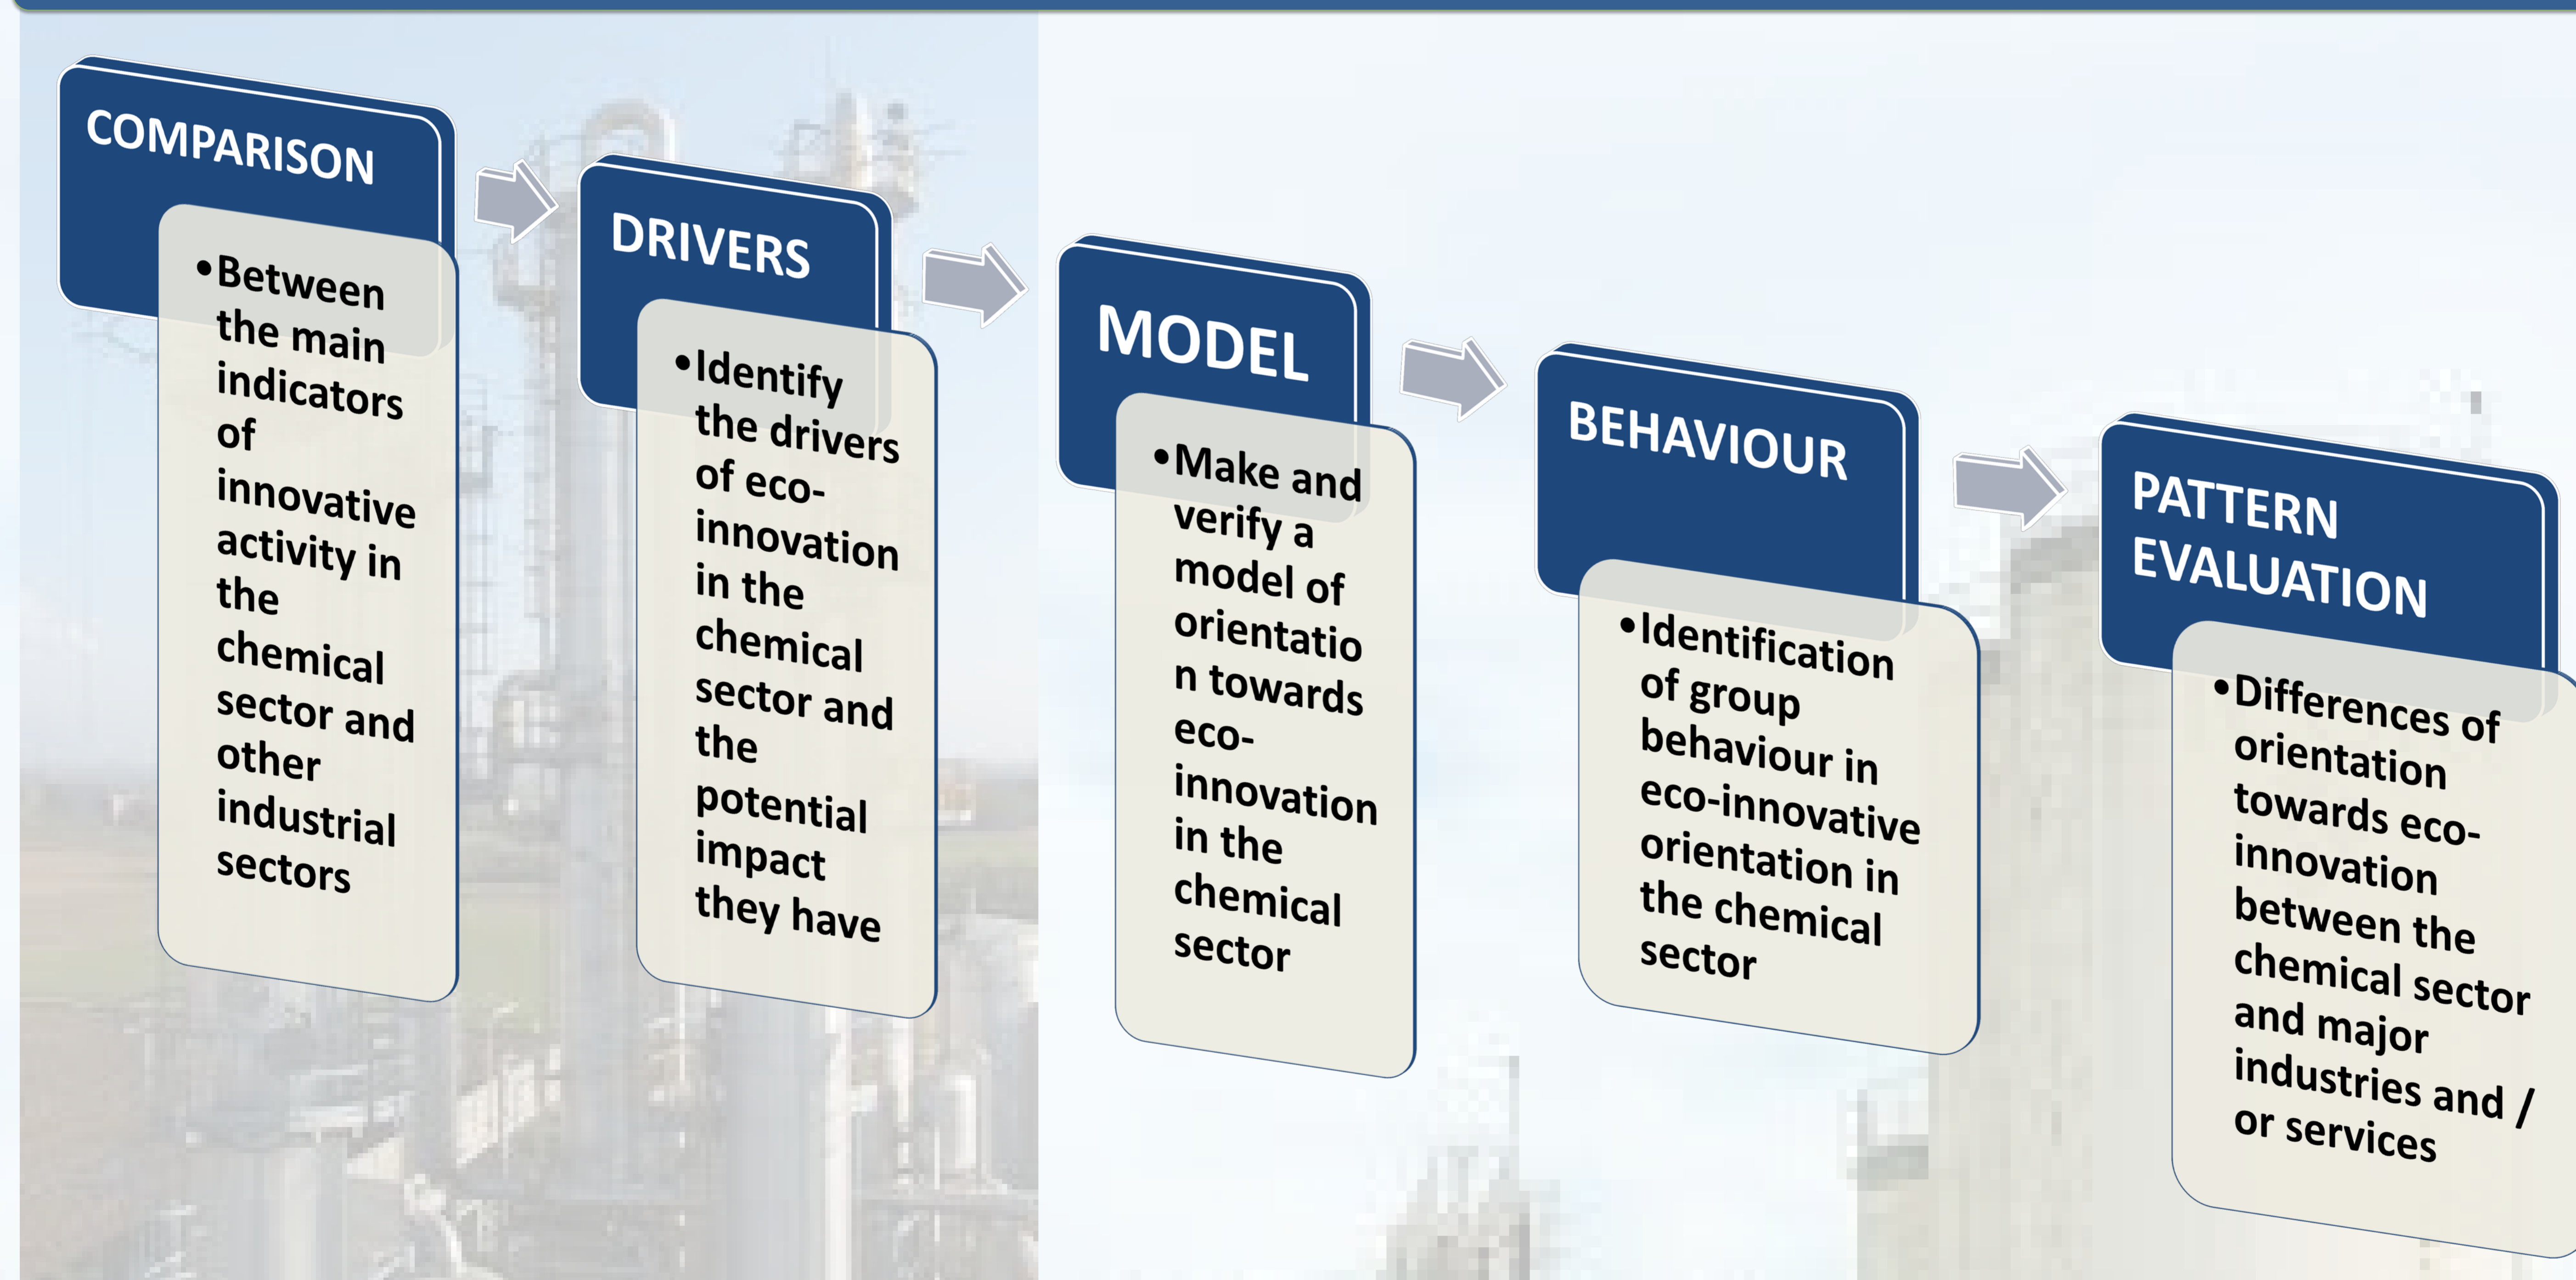 COMPARISON
•Between
the main
indicators
of
innovative
activity in
the
chemical
sector and
other
industrial
sectors
DRIVERS
•Identify
the drivers
of eco-
innovation
in the
chemical
sector and
the
potential
impact
they have
MODEL
•Make and
verify a
model of
orientatio
n towards
eco-
innovation
in the
chemical
sector
BEHAVIOUR
•Identification
of group
behaviour in
eco-innovative
orientation in
the chemical
sector
PATTERN
EVALUATION
•Differences of
orientation
towards eco-
innovation
between the
chemical sector
and major
industries and /
or services